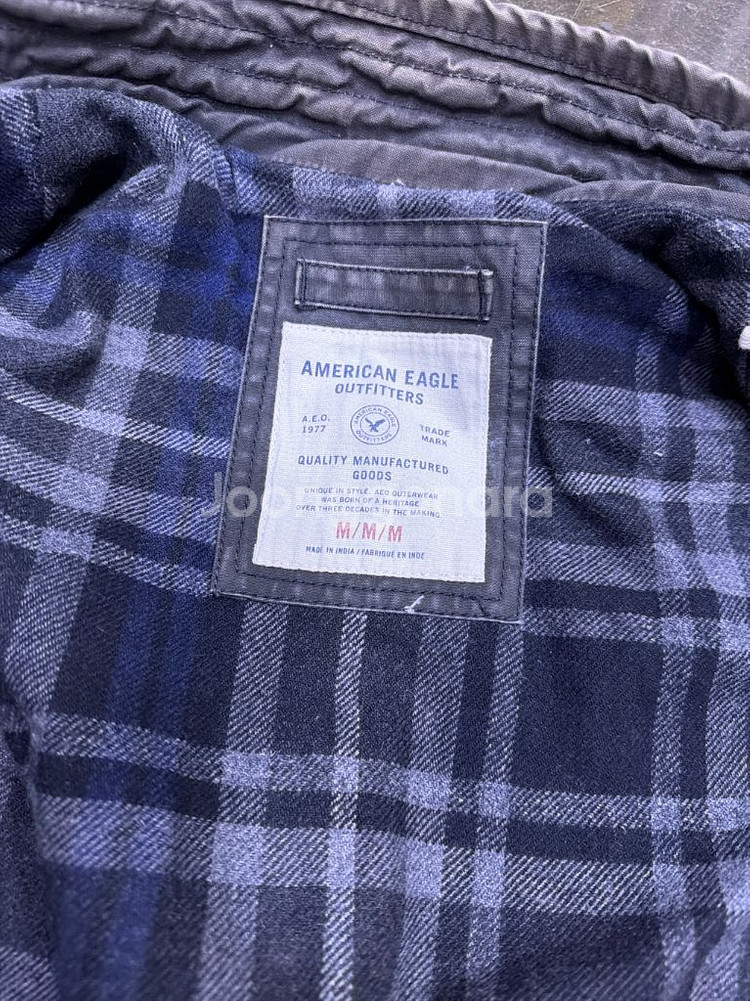 AMERICAN EAGLE
OUTFITTERS
A.E.O.
1977
AMERICAN EAGLE
OUTFITTERS
TRADE
MARK
QUALITY MANUFACTURED
GOODS
UNIQUE IN STYLE. AEO OUTERWEAR
WAS BORN OF A HERITAGE
OVER THREE DECADES IN THE MAKING.
M/M/M
MADE IN INDIA / FABRIQUE EN INDE